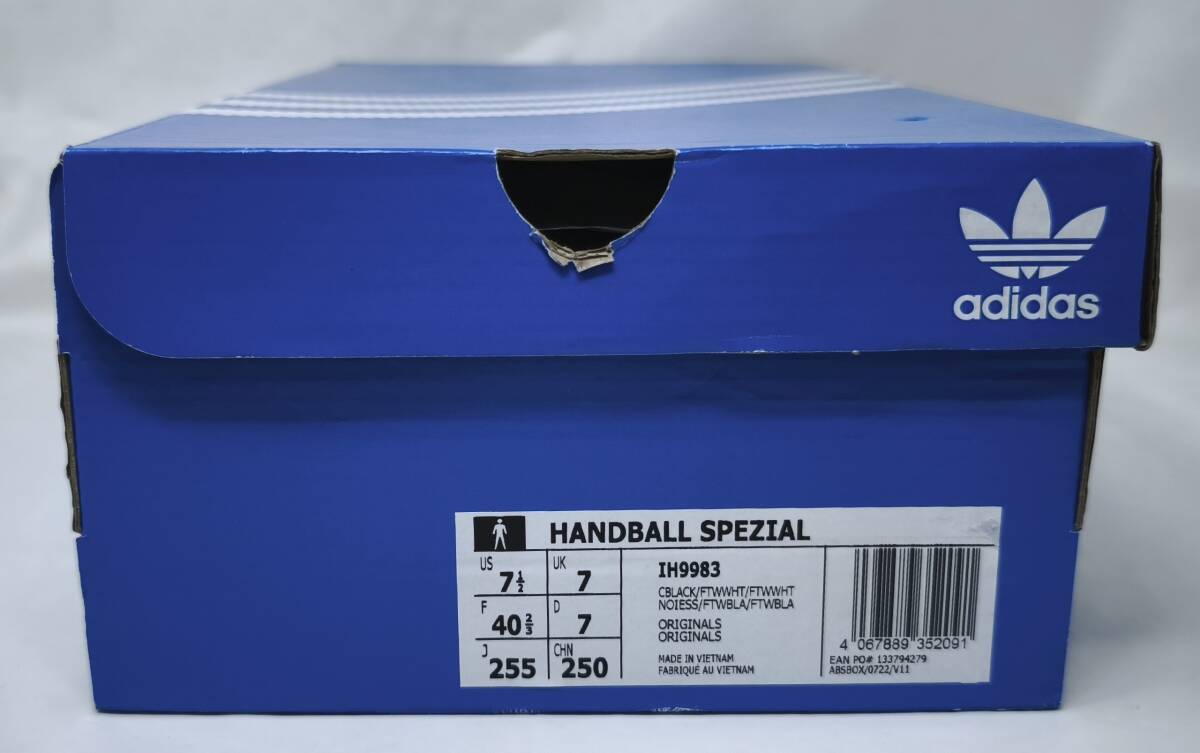 adidas
HANDBALL SPEZIAL
US 7½ UK 7
F 40⅔ D 7
J 255 CHN 250
IH9983
CBLACK/FTWWHT/FTWWHT
NOIESS/FTWBLA/FTWBLA
ORIGINALS
ORIGINALS
MADE IN VIETNAM
FABRIQUÉ AU VIETNAM
4 067889 352091
EAN PO# 133794279
ABSBOX/0722/V11